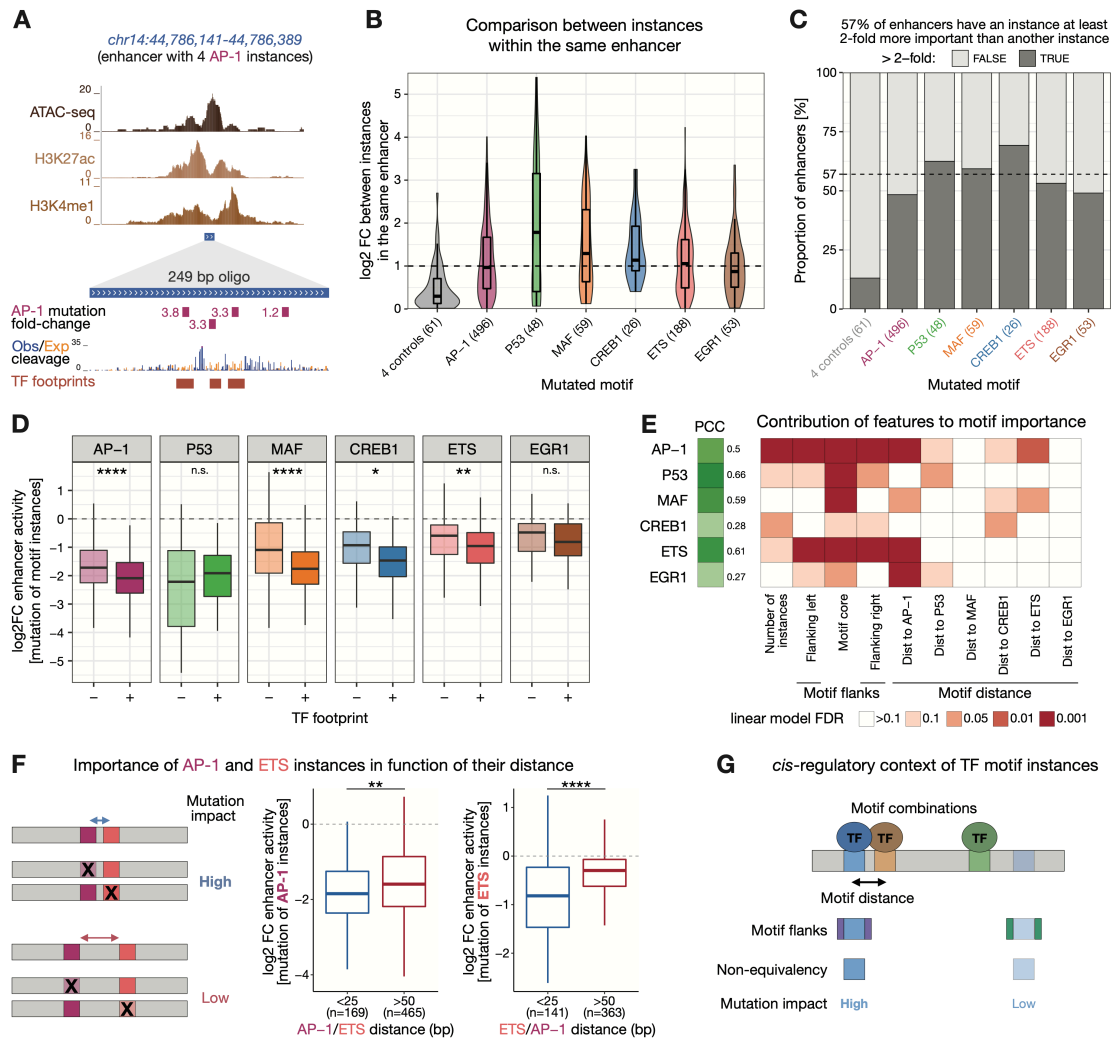 A
chr14:44,786,141-44,786,389
(enhancer with 4 AP-1 instances)
20
ATAC-seq
0
16
H3K27ac
0
11
H3K4me1
0
249 bp oligo
AP-1 mutation
fold-change
3.8
3.3
3.3
1.2
Obs/Exp
cleavage
35
0
TF footprints
B
Comparison between instances
within the same enhancer
log2 FC between instances
in the same enhancer
5
4
3
2
1
0
4 controls (61)
AP-1 (496)
P53 (48)
MAF (59)
CREB1 (26)
ETS (188)
EGR1 (53)
Mutated motif
C
57% of enhancers have an instance at least
2-fold more important than another instance
> 2-fold: FALSE TRUE
Proportion of enhancers [%]
100
75
57
50
25
0
4 controls (61)
AP-1 (496)
P53 (48)
MAF (59)
CREB1 (26)
ETS (188)
EGR1 (53)
Mutated motif
D
AP-1 P53 MAF CREB1 ETS EGR1
**** n.s. **** * ** n.s.
log2FC enhancer activity
[mutation of motif instances]
1
0
−1
−2
−3
−4
−5
− + − + − + − + − + − +
TF footprint
E
Contribution of features to motif importance
PCC
AP-1 0.5
P53 0.66
MAF 0.59
CREB1 0.28
ETS 0.61
EGR1 0.27
Number of
instances
Flanking left
Motif core
Flanking right
Dist to AP-1
Dist to P53
Dist to MAF
Dist to CREB1
Dist to ETS
Dist to EGR1
Motif flanks
Motif distance
linear model FDR >0.1 0.1 0.05 0.01 0.001
F
Importance of AP-1 and ETS instances in function of their distance
Mutation
impact
X
High
X
X
Low
X
log2 FC enhancer activity
[mutation of AP-1 instances]
**
0
−2
−4
<25
(n=169)
>50
(n=465)
AP−1/ETS distance (bp)
log2 FC enhancer activity
[mutation of ETS instances]
****
1
0
−1
−2
<25
(n=141)
>50
(n=363)
ETS/AP-1 distance (bp)
G
cis-regulatory context of TF motif instances
Motif combinations
TF TF TF
Motif distance
Motif flanks
Non-equivalency
Mutation impact High Low